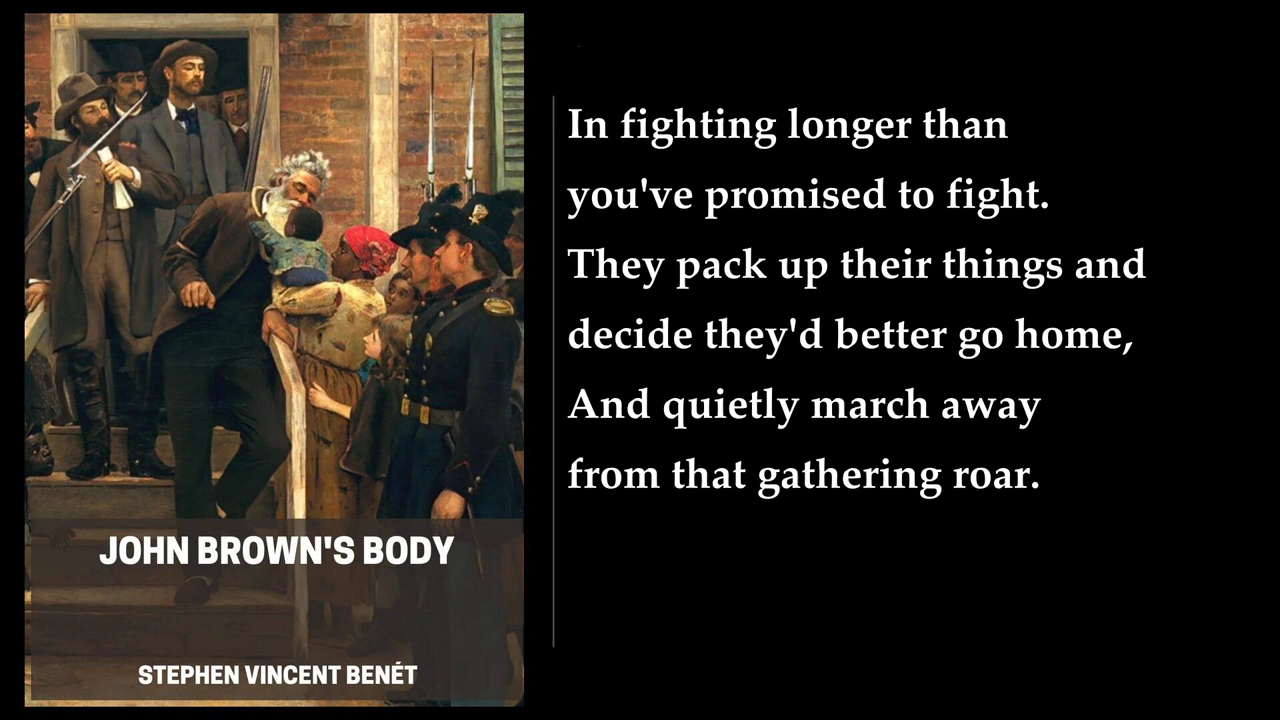 JOHN BROWN'S BODY
STEPHEN VINCENT BENÉT
In fighting longer than
you've promised to fight.
They pack up their things and
decide they'd better go home,
And quietly march away
from that gathering roar.